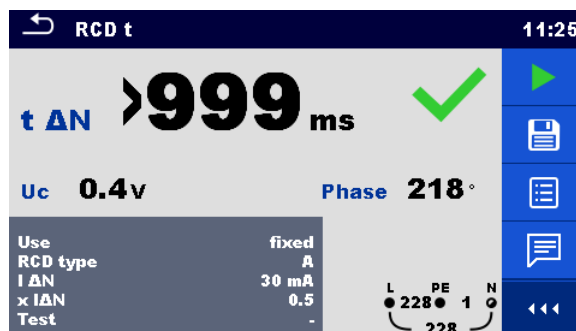 RCD t 11:25
t ΔN >999 ms
Uc 0.4V Phase 218°
Use fixed
RCD type A
I ΔN 30 mA
x IΔN 0.5
Test -
L PE N
228 1
228